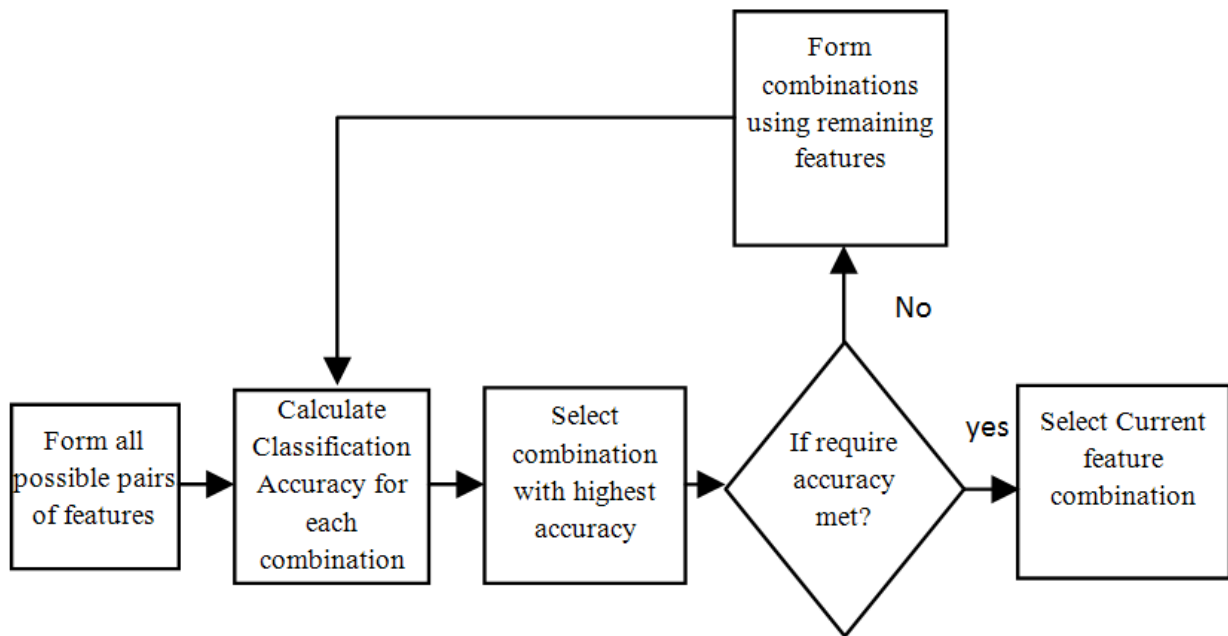 Form
combinations
using remaining
features
No
Form all
possible pairs
of features
Calculate
Classification
Accuracy for
each
combination
Select
combination
with highest
accuracy
If require
accuracy
met?
yes
Select Current
feature
combination